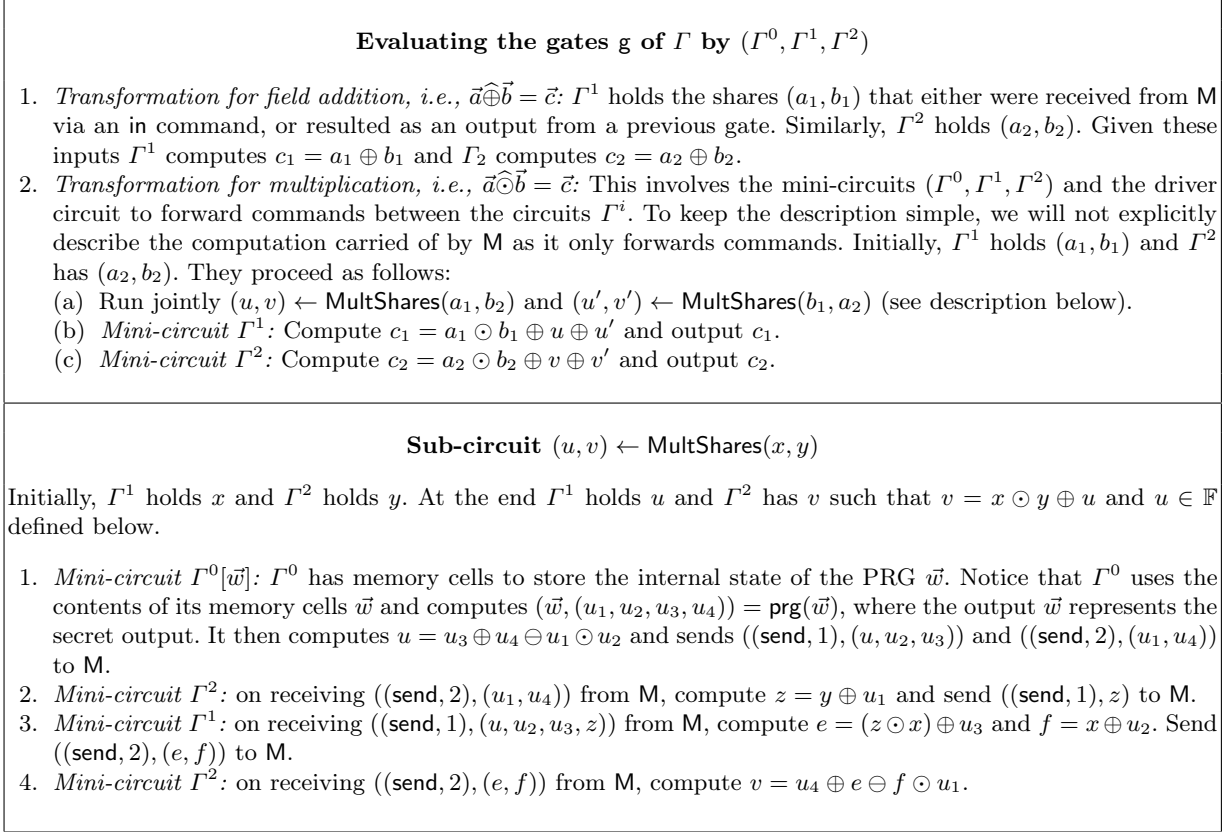 Evaluating the gates g of Γ by (Γ⁰, Γ¹, Γ²)
1. Transformation for field addition, i.e., a⃗⊕̂b⃗ = c⃗: Γ¹ holds the shares (a₁, b₁) that either were received from M
via an in command, or resulted as an output from a previous gate. Similarly, Γ² holds (a₂, b₂). Given these
inputs Γ¹ computes c₁ = a₁ ⊕ b₁ and Γ₂ computes c₂ = a₂ ⊕ b₂.
2. Transformation for multiplication, i.e., a⃗⊙̂b⃗ = c⃗: This involves the mini-circuits (Γ⁰, Γ¹, Γ²) and the driver
circuit to forward commands between the circuits Γⁱ. To keep the description simple, we will not explicitly
describe the computation carried of by M as it only forwards commands. Initially, Γ¹ holds (a₁, b₁) and Γ²
has (a₂, b₂). They proceed as follows:
(a) Run jointly (u, v) ← MultShares(a₁, b₂) and (u′, v′) ← MultShares(b₁, a₂) (see description below).
(b) Mini-circuit Γ¹: Compute c₁ = a₁ ⊙ b₁ ⊕ u ⊕ u′ and output c₁.
(c) Mini-circuit Γ²: Compute c₂ = a₂ ⊙ b₂ ⊕ v ⊕ v′ and output c₂.
Sub-circuit (u, v) ← MultShares(x, y)
Initially, Γ¹ holds x and Γ² holds y. At the end Γ¹ holds u and Γ² has v such that v = x ⊙ y ⊕ u and u ∈ 𝔽
defined below.
1. Mini-circuit Γ⁰[w⃗]: Γ⁰ has memory cells to store the internal state of the PRG w⃗. Notice that Γ⁰ uses the
contents of its memory cells w⃗ and computes (w⃗, (u₁, u₂, u₃, u₄)) = prg(w⃗), where the output w⃗ represents the
secret output. It then computes u = u₃ ⊕ u₄ ⊖ u₁ ⊙ u₂ and sends ((send, 1), (u, u₂, u₃)) and ((send, 2), (u₁, u₄))
to M.
2. Mini-circuit Γ²: on receiving ((send, 2), (u₁, u₄)) from M, compute z = y ⊕ u₁ and send ((send, 1), z) to M.
3. Mini-circuit Γ¹: on receiving ((send, 1), (u, u₂, u₃, z)) from M, compute e = (z ⊙ x) ⊕ u₃ and f = x ⊕ u₂. Send
((send, 2), (e, f)) to M.
4. Mini-circuit Γ²: on receiving ((send, 2), (e, f)) from M, compute v = u₄ ⊕ e ⊖ f ⊙ u₁.